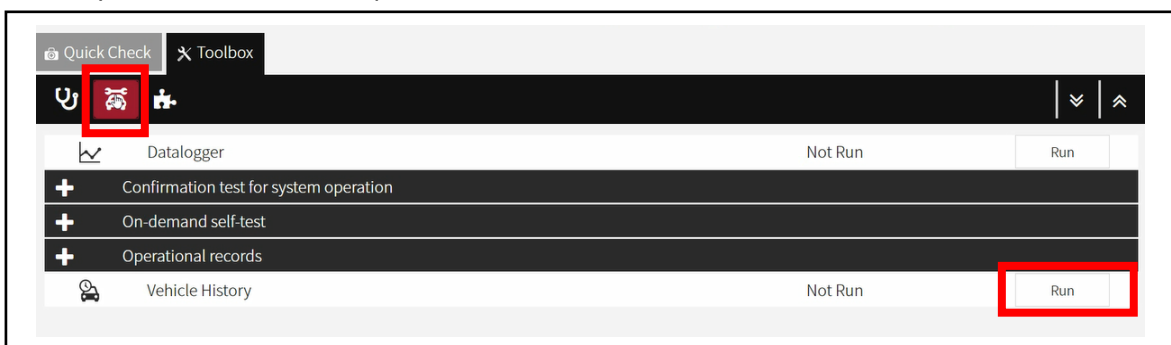 Quick Check Toolbox
Datalogger Not Run Run
Confirmation test for system operation
On-demand self-test
Operational records
Vehicle History Not Run Run